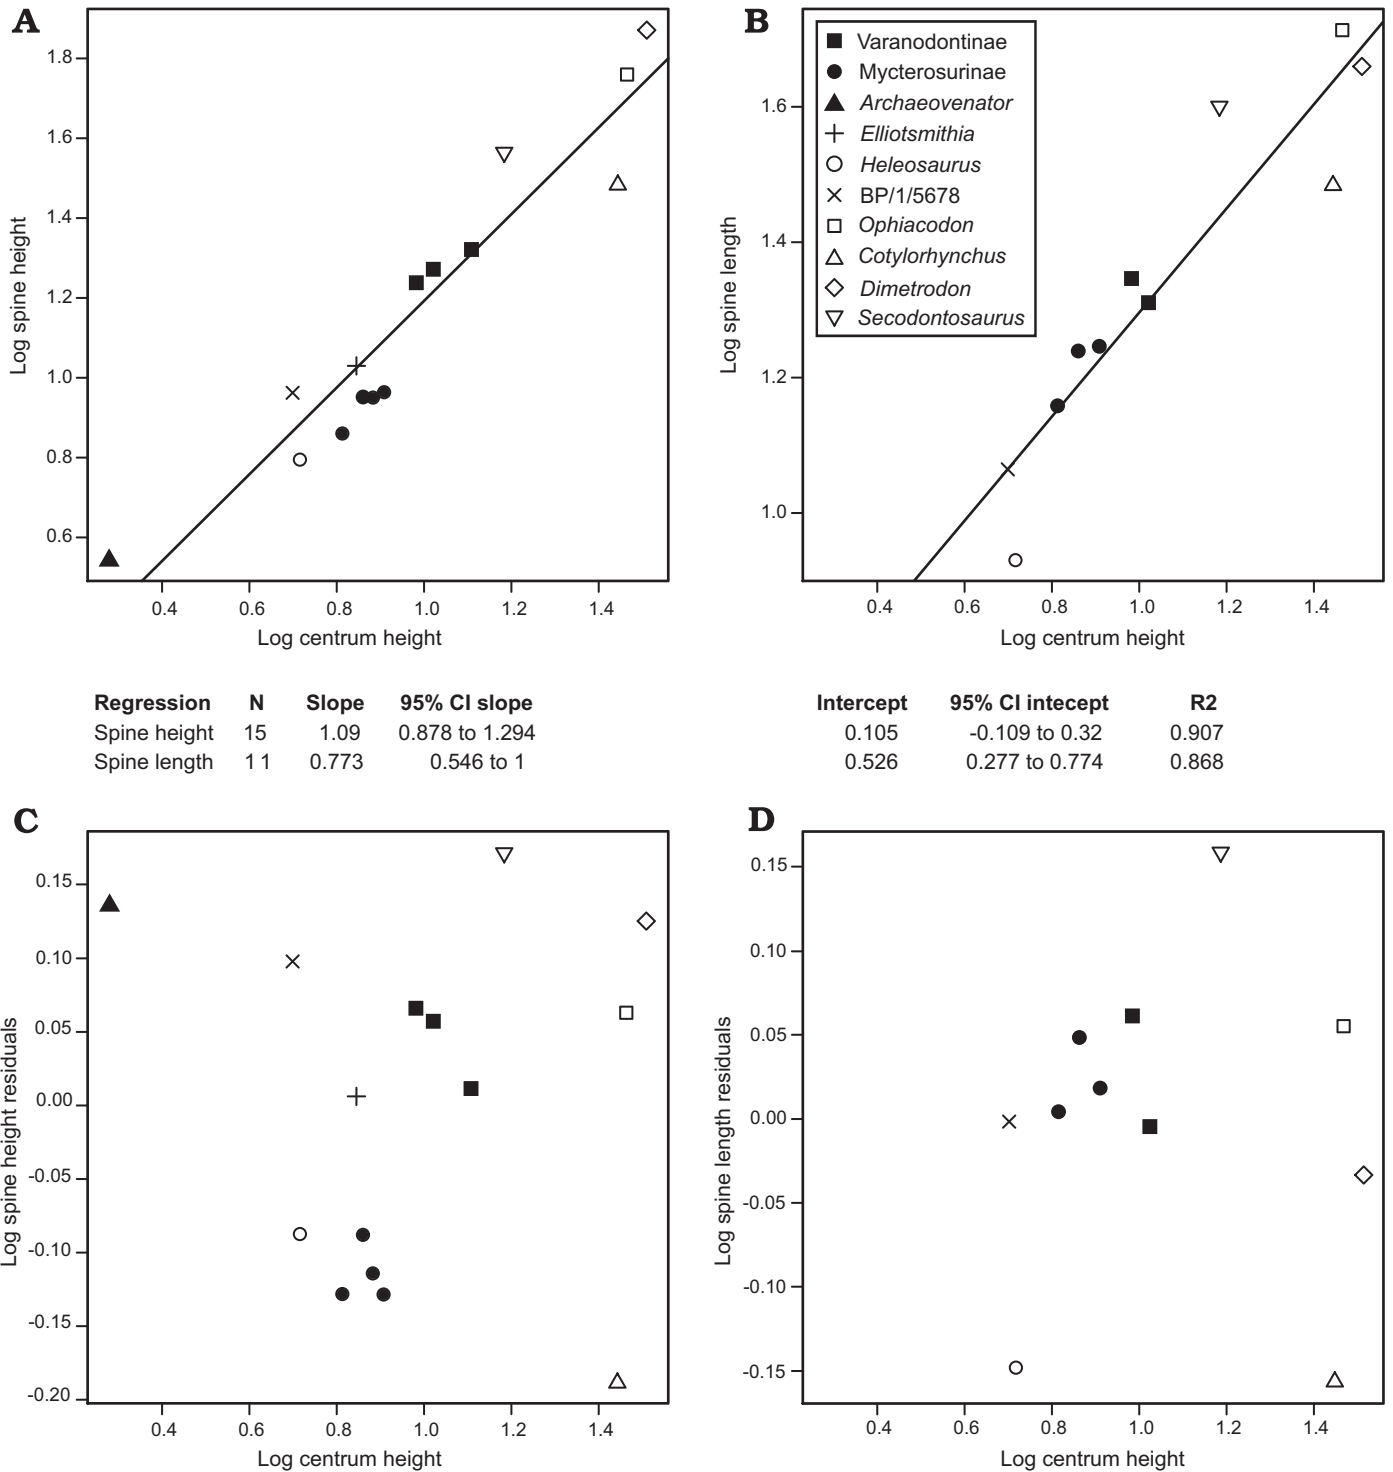 A
1.8
1.6
1.4
1.2
1.0
0.8
0.6
Log spine height
0.4 0.6 0.8 1.0 1.2 1.4
Log centrum height
B
1.6
1.4
1.2
1.0
Log spine length
Varanodontinae
Mycterosurinae
Archaeovenator
Elliotsmithia
Heleosaurus
BP/1/5678
Ophiacodon
Cotylorhynchus
Dimetrodon
Secodontosaurus
0.4 0.6 0.8 1.0 1.2 1.4
Log centrum height
Regression N Slope 95% CI slope Intercept 95% CI intecept R2
Spine height 15 1.09 0.878 to 1.294 0.105 -0.109 to 0.32 0.907
Spine length 11 0.773 0.546 to 1 0.526 0.277 to 0.774 0.868
C
0.15
0.10
0.05
0.00
-0.05
-0.10
-0.15
-0.20
Log spine height residuals
0.4 0.6 0.8 1.0 1.2 1.4
Log centrum height
D
0.15
0.10
0.05
0.00
-0.05
-0.10
-0.15
Log spine length residuals
0.4 0.6 0.8 1.0 1.2 1.4
Log centrum height